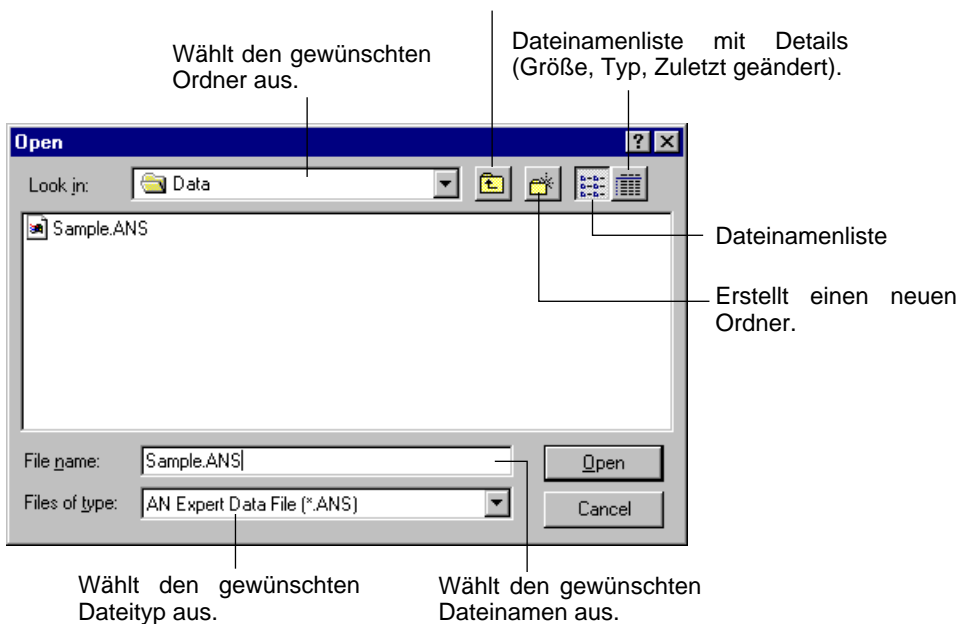 Wählt den gewünschten
Ordner aus.
Dateinamenliste mit Details
(Größe, Typ, Zuletzt geändert).
Open
Look in: Data
Sample.ANS
Dateinamenliste
Erstellt einen neuen
Ordner.
File name: Sample.ANS Open
Files of type: AN Expert Data File (*.ANS) Cancel
Wählt den gewünschten
Dateityp aus.
Wählt den gewünschten
Dateinamen aus.